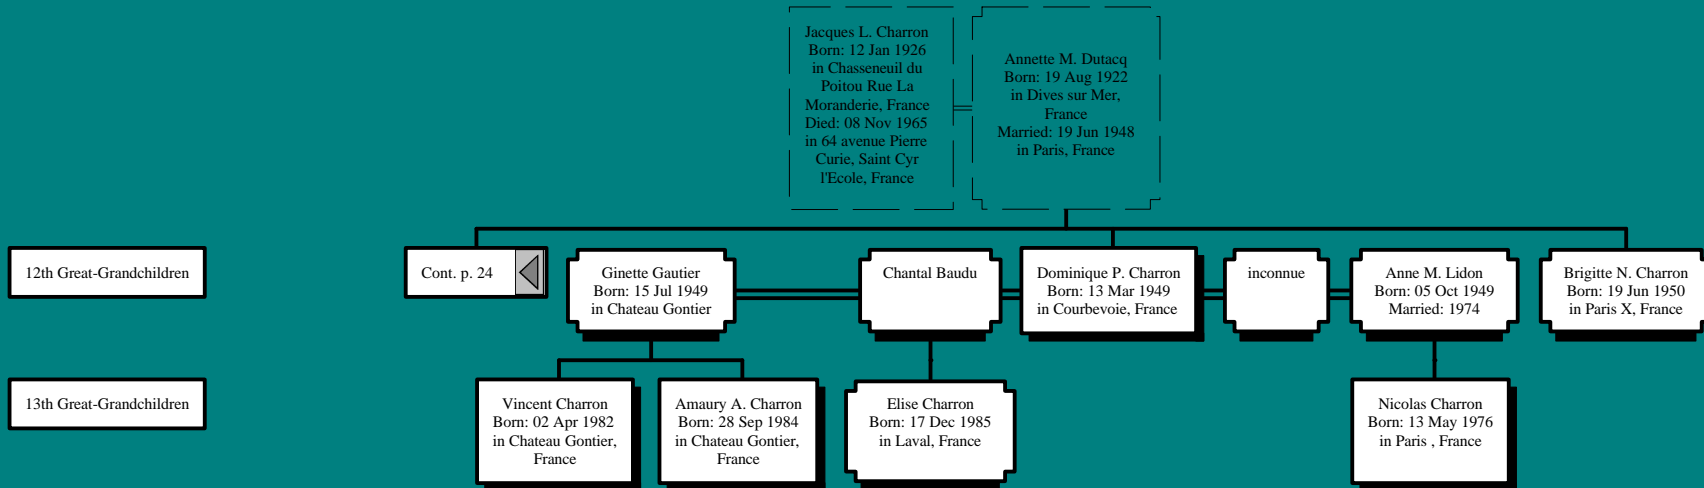 Jacques L. Charron
Born: 12 Jan 1926
in Chasseneuil du
Poitou Rue La
Moranderie, France
Died: 08 Nov 1965
in 64 avenue Pierre
Curie, Saint Cyr
l'Ecole, France
Annette M. Dutacq
Born: 19 Aug 1922
in Dives sur Mer,
France
Married: 19 Jun 1948
in Paris, France
12th Great-Grandchildren
Cont. p. 24
Ginette Gautier
Born: 15 Jul 1949
in Chateau Gontier
Chantal Baudu
Dominique P. Charron
Born: 13 Mar 1949
in Courbevoie, France
inconnue
Anne M. Lidon
Born: 05 Oct 1949
Married: 1974
Brigitte N. Charron
Born: 19 Jun 1950
in Paris X, France
13th Great-Grandchildren
Vincent Charron
Born: 02 Apr 1982
in Chateau Gontier,
France
Amaury A. Charron
Born: 28 Sep 1984
in Chateau Gontier,
France
Elise Charron
Born: 17 Dec 1985
in Laval, France
Nicolas Charron
Born: 13 May 1976
in Paris , France